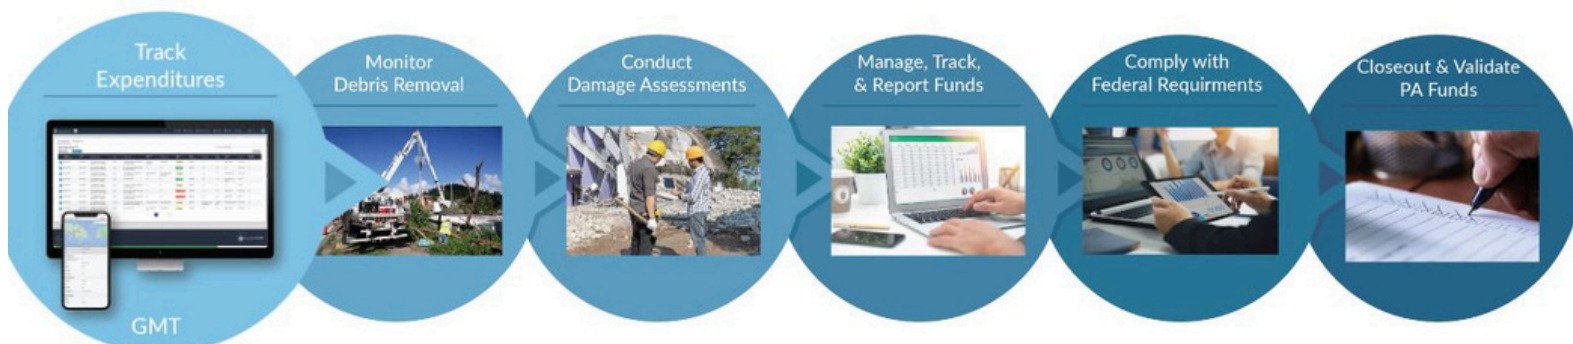 Track
Expenditures
GMT
Monitor
Debris Removal
Conduct
Damage Assessments
Manage, Track,
& Report Funds
Comply with
Federal Requirments
Closeout & Validate
PA Funds